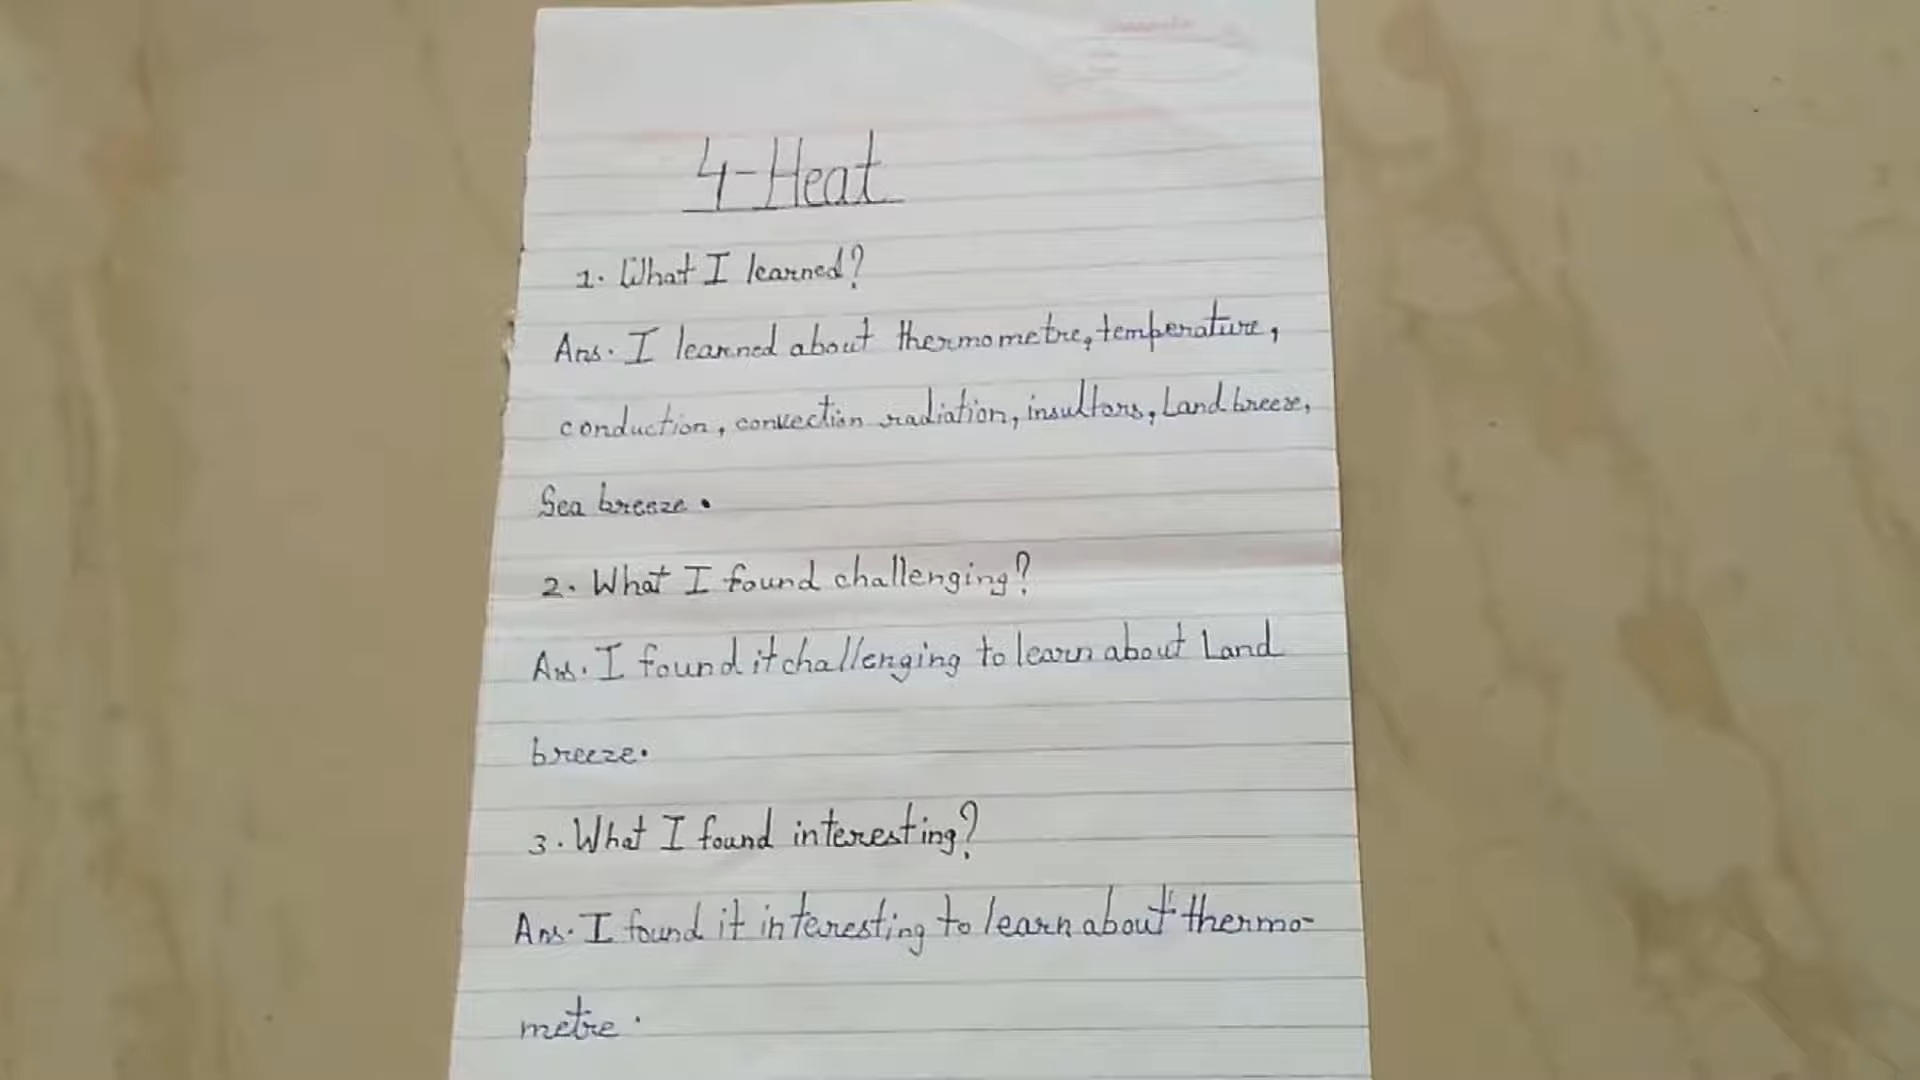 4-Heat
1. What I learned?
Ans. I learned about thermometre, temperature,
conduction, convection radiation, insultors, Land breeze,
Sea breeze.
2. What I found challenging?
Ans. I found it challenging to learn about Land
breeze.
3. What I found interesting?
Ans. I found it interesting to learn about thermo-
metre.